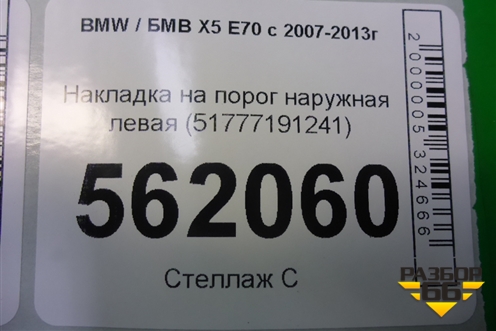 BMW / БМВ X5 E70 с 2007-2013г
Накладка на порог наружная
левая (51777191241)
562060
Стеллаж С
2000005324666
РАЗБОР
66